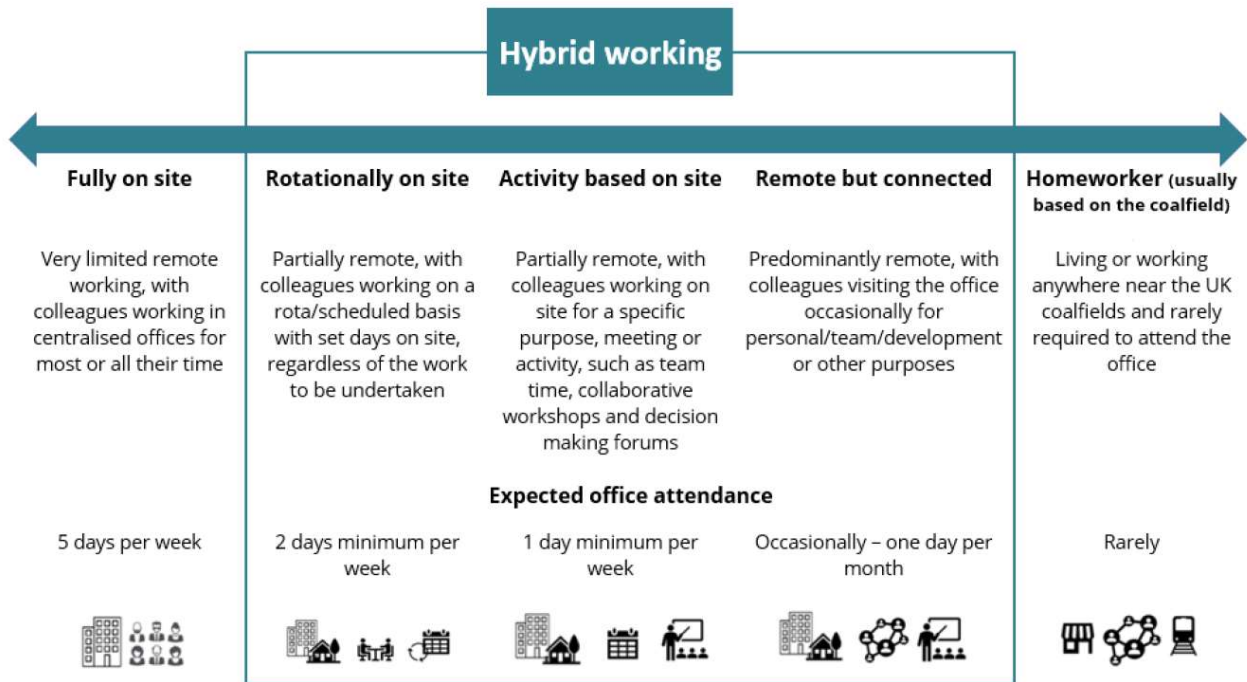 Hybrid working
Fully on site
Very limited remote
working, with
colleagues working in
centralised offices for
most or all their time
Rotationally on site
Partially remote, with
colleagues working on a
rota/scheduled basis
with set days on site,
regardless of the work
to be undertaken
Activity based on site
Partially remote, with
colleagues working on
site for a specific
purpose, meeting or
activity, such as team
time, collaborative
workshops and decision
making forums
Remote but connected
Predominantly remote, with
colleagues visiting the office
occasionally for
personal/team/development
or other purposes
Homeworker (usually
based on the coalfield)
Living or working
anywhere near the UK
coalfields and rarely
required to attend the
office
Expected office attendance
5 days per week
2 days minimum per
week
1 day minimum per
week
Occasionally – one day per
month
Rarely